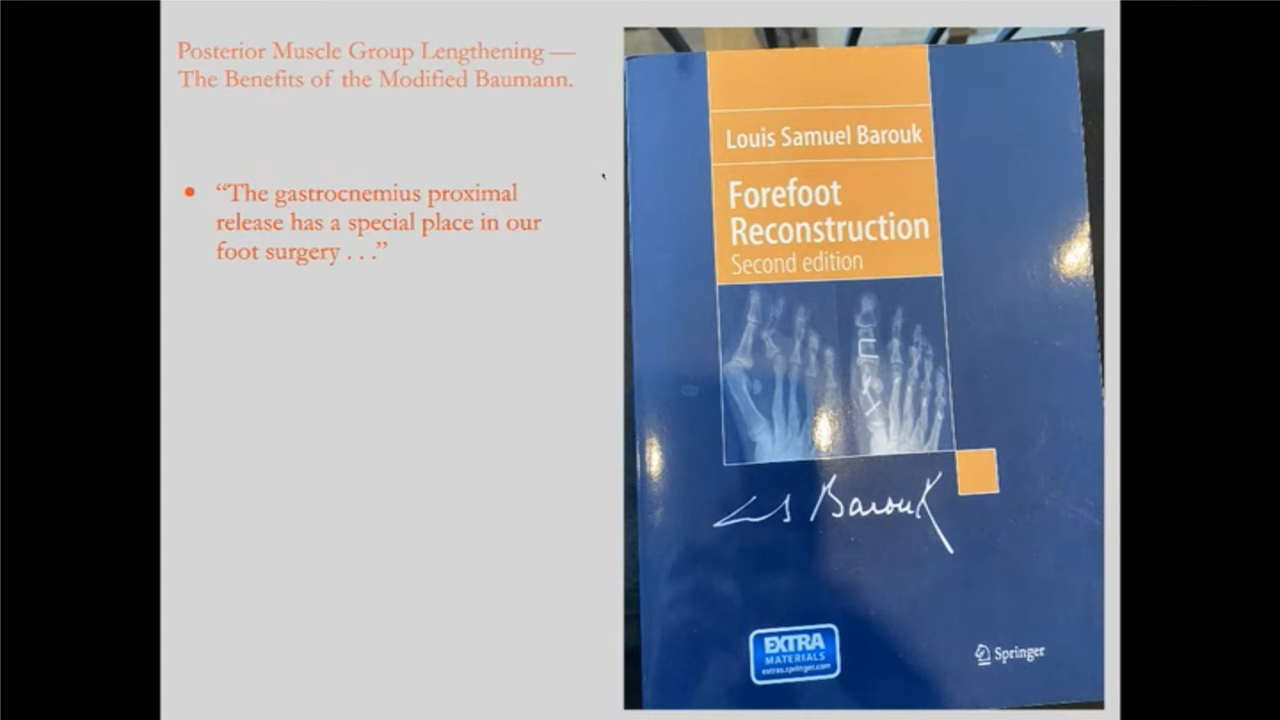 Posterior Muscle Group Lengthening —
The Benefits of the Modified Baumann.
• “The gastrocnemius proximal
release has a special place in our
foot surgery . . .”
Louis Samuel Barouk
Forefoot
Reconstruction
Second edition
LS Barouk
EXTRA
MATERIALS
extras.springer.com
Springer